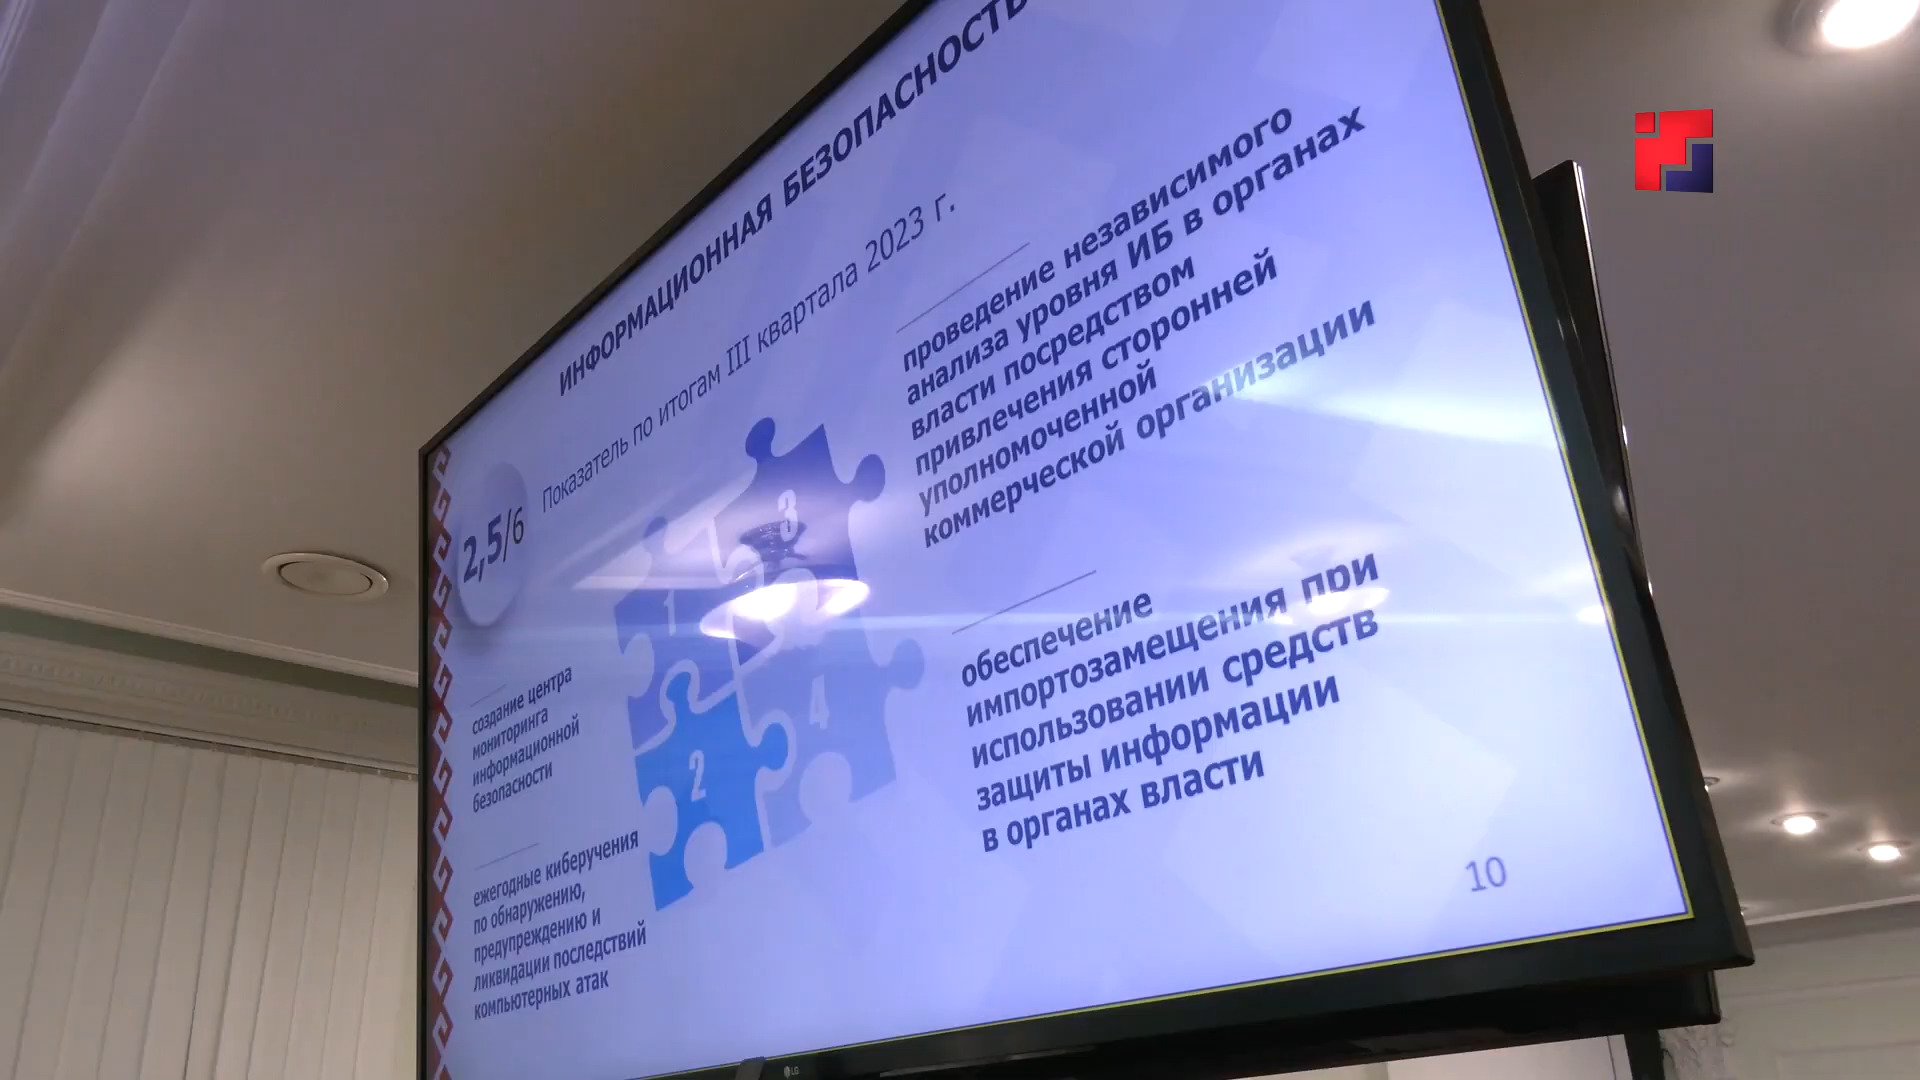 ИНФОРМАЦИОННАЯ БЕЗОПАСНОСТЬ
2,5/6
Показатель по итогам III квартала 2023 г.
создание центра
мониторинга
информационной
безопасности
ежегодные киберучения
по обнаружению,
предупреждению и
ликвидации последствий
компьютерных атак
1
2
3
4
проведение независимого
анализа уровня ИБ в органах
власти посредством
привлечения сторонней
уполномоченной
коммерческой организации
обеспечение
импортозамещения при
использовании средств
защиты информации
в органах власти
10
LG